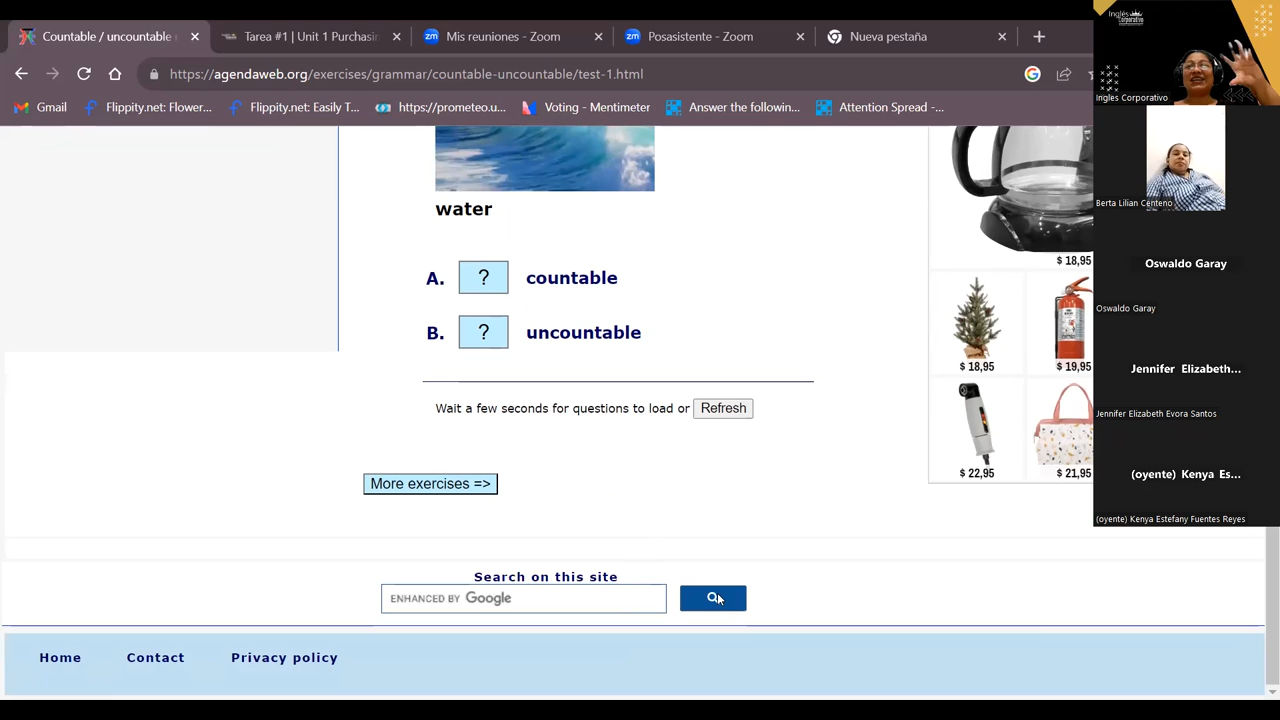 Countable / uncountable
Tarea #1 | Unit 1 Purchasin
zm Mis reuniones - Zoom
zm Posasistente - Zoom
Nueva pestaña
https://agendaweb.org/exercises/grammar/countable-uncountable/test-1.html
Gmail
Flippity.net: Flower...
Flippity.net: Easily T...
https://prometeo.u...
Voting - Mentimeter
Answer the followin...
Attention Spread -...
water
A. ? countable
B. ? uncountable
Wait a few seconds for questions to load or Refresh
More exercises =>
$ 18,95
$ 18,95
$ 19,95
$ 22,95
$ 21,95
Search on this site
ENHANCED BY Google
Home
Contact
Privacy policy
Inglés
Corporativo
Ingles Corporativo
Berta Lilian Centeno
Oswaldo Garay
Oswaldo Garay
Jennifer Elizabeth...
Jennifer Elizabeth Evora Santos
(oyente) Kenya Es...
(oyente) Kenya Estefany Fuentes Reyes